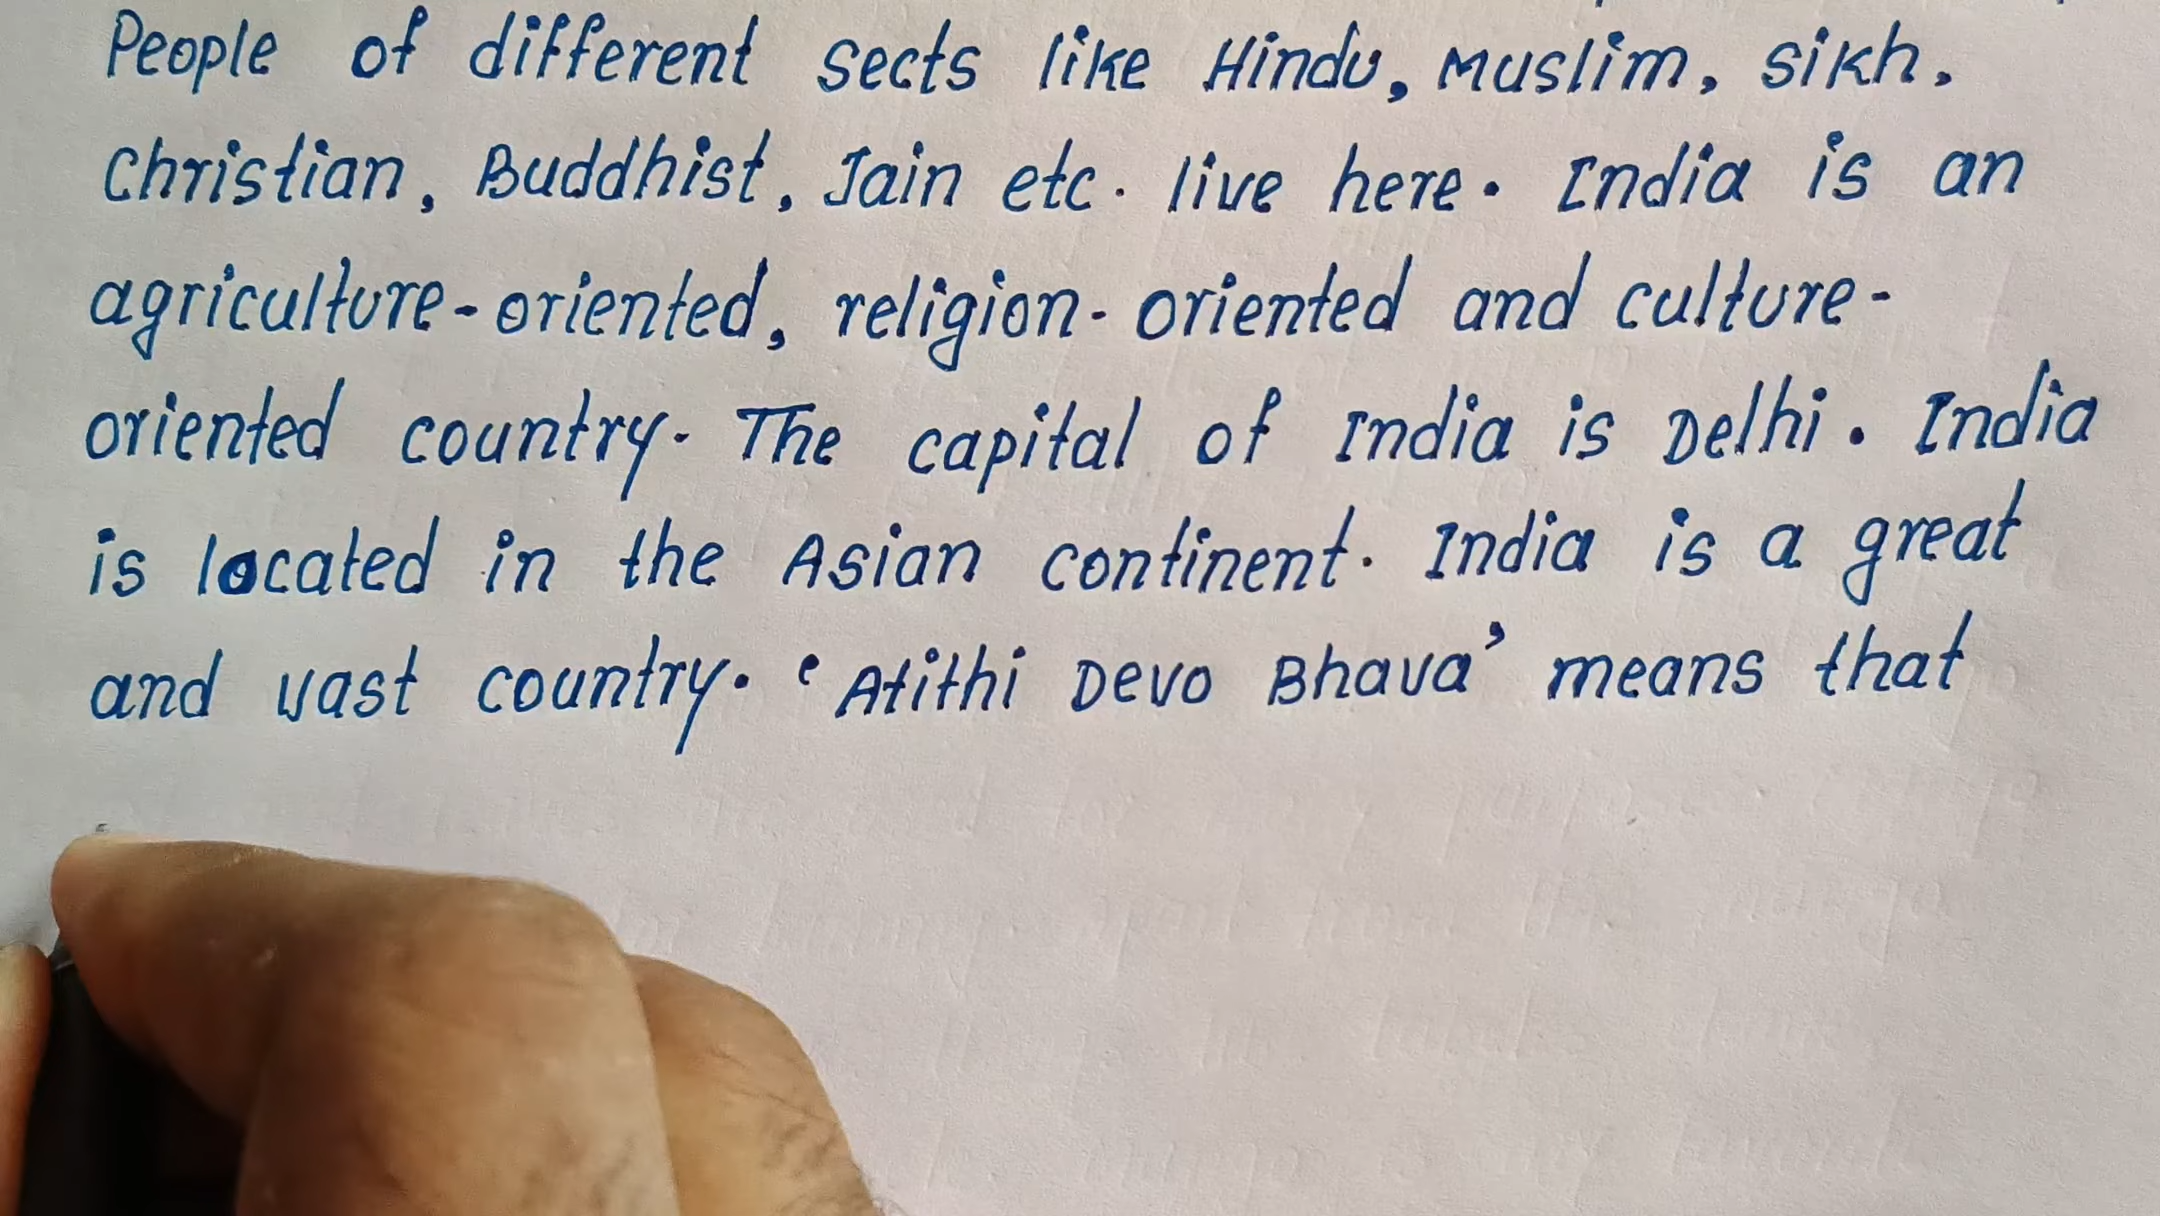 People of different sects like Hindu, Muslim, Sikh,
Christian, Buddhist, Jain etc. live here. India is an
agriculture-oriented, religion-oriented and culture-
oriented country. The capital of India is Delhi. India
is located in the Asian continent. India is a great
and vast country. 'Atithi Devo Bhava' means that